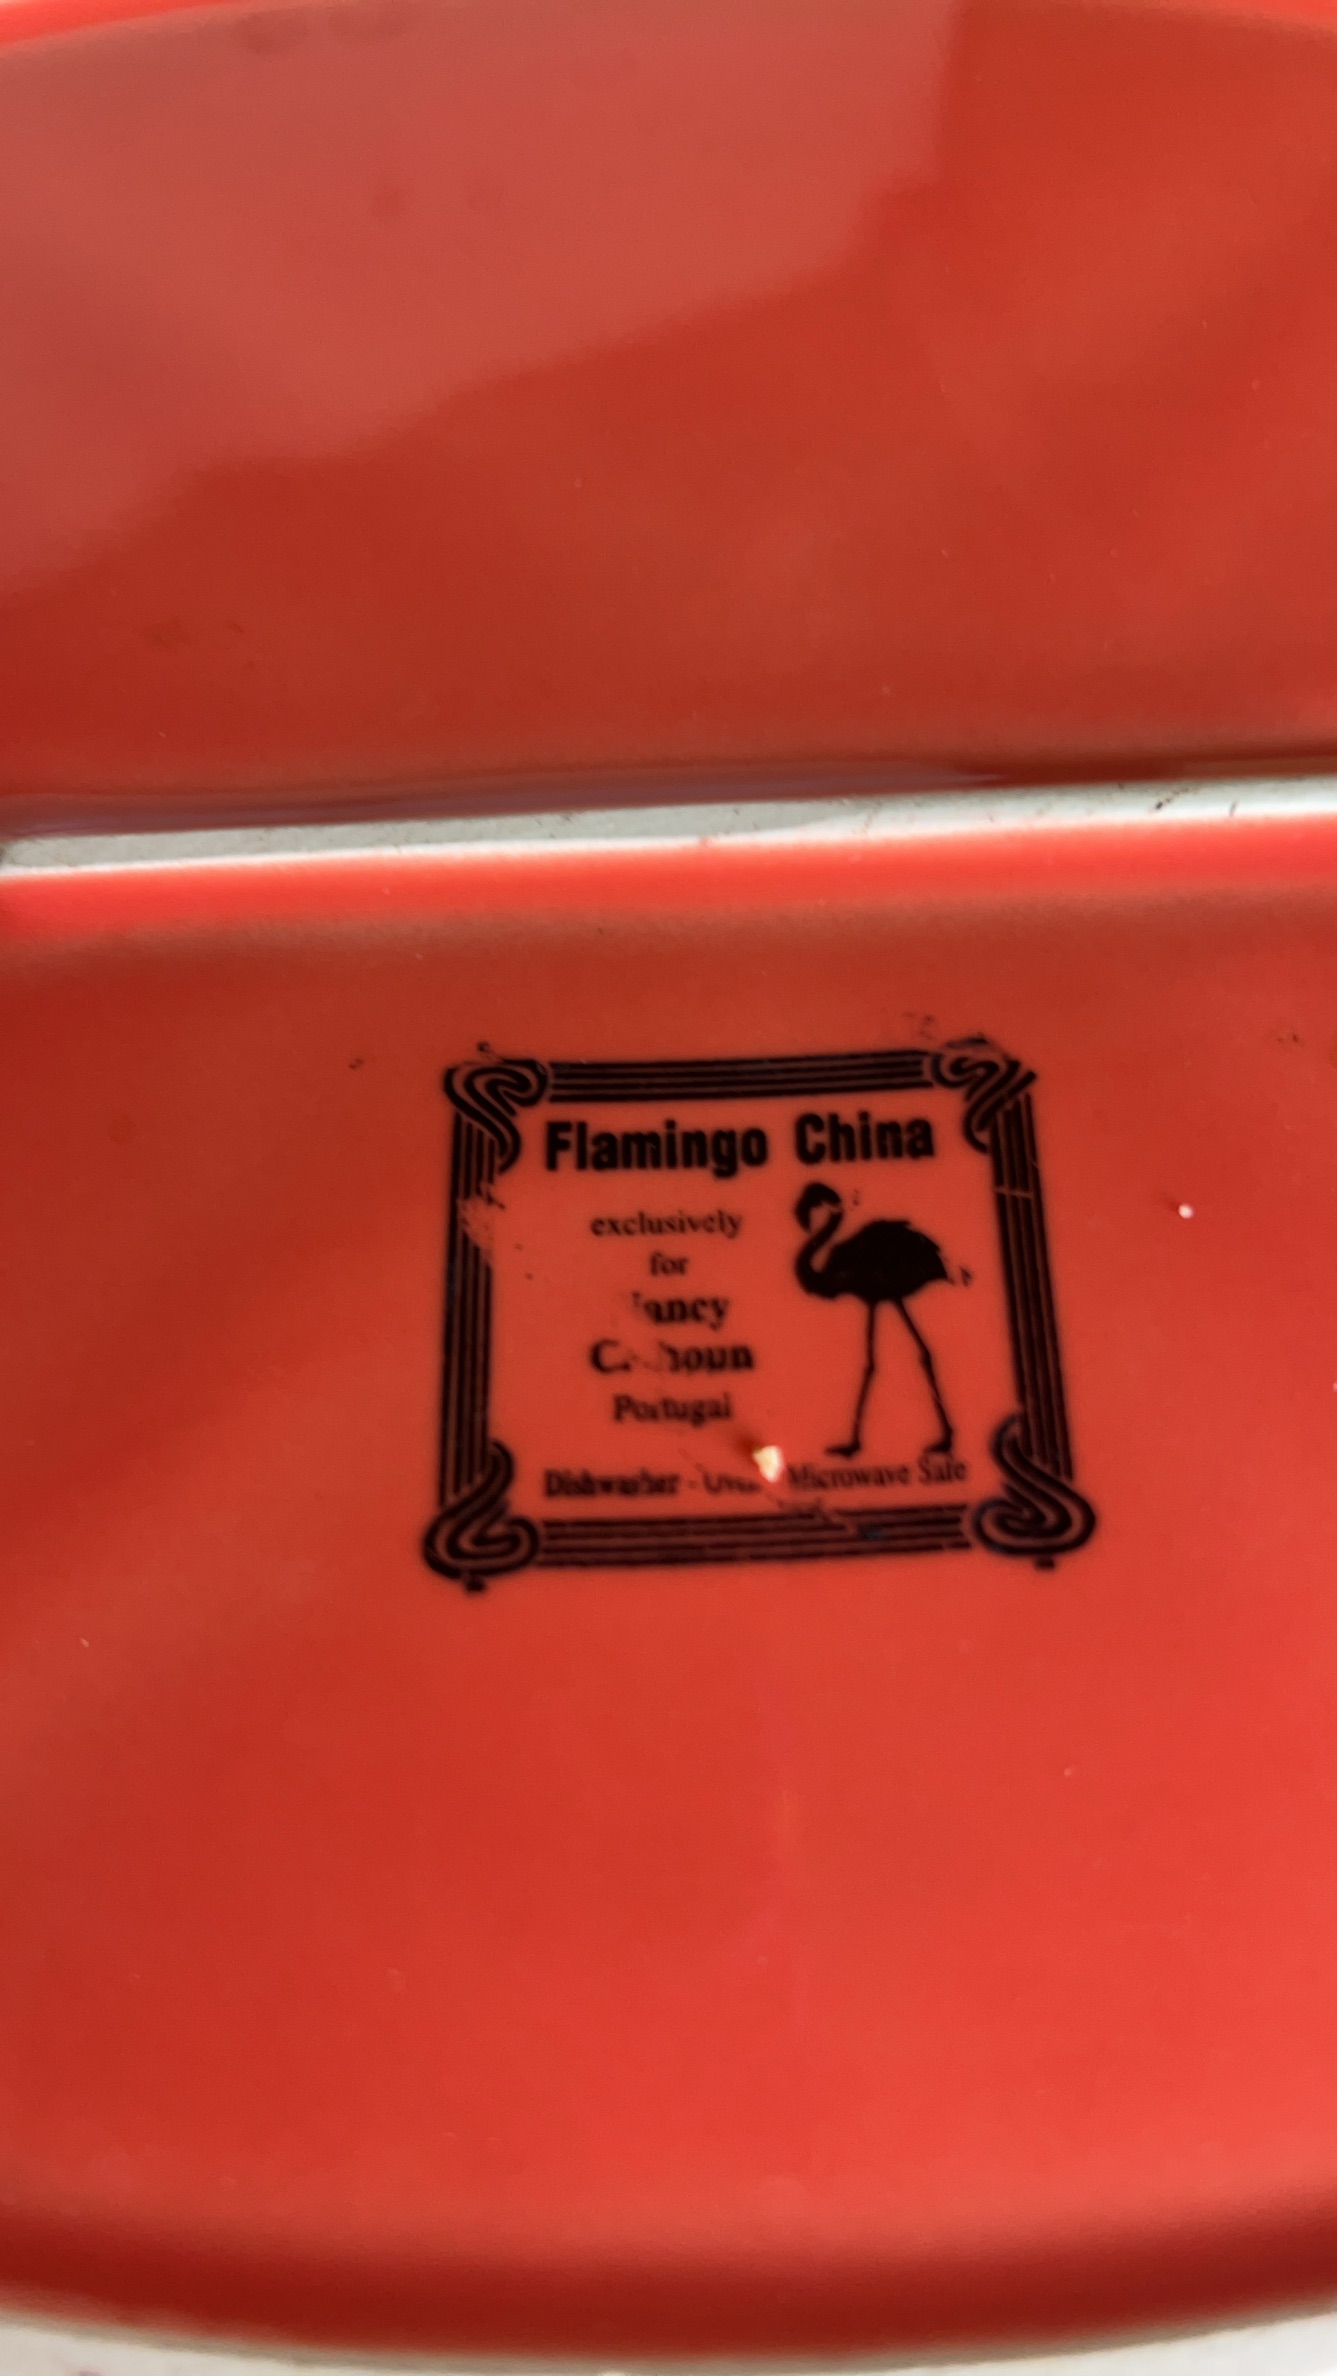 Flamingo China
exclusively
for
Portugal
Dishwasher - Microwave Safe